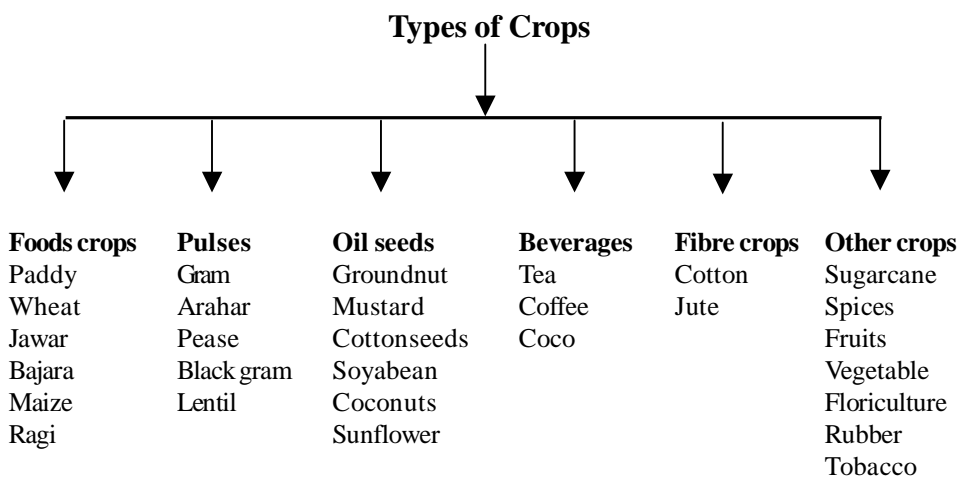 Types of Crops
Foods crops
Paddy
Wheat
Jawar
Bajara
Maize
Ragi
Pulses
Gram
Arahar
Pease
Black gram
Lentil
Oil seeds
Groundnut
Mustard
Cottonseeds
Soyabean
Coconuts
Sunflower
Beverages
Tea
Coffee
Coco
Fibre crops
Cotton
Jute
Other crops
Sugarcane
Spices
Fruits
Vegetable
Floriculture
Rubber
Tobacco